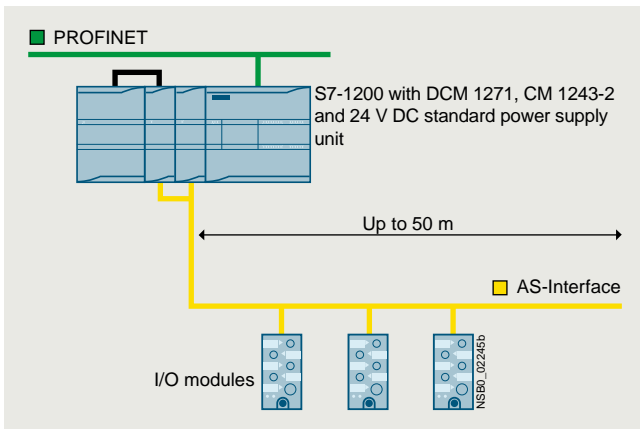 PROFINET
S7-1200 with DCM 1271, CM 1243-2
and 24 V DC standard power supply
unit
Up to 50 m
AS-Interface
I/O modules
NSB0_02245b